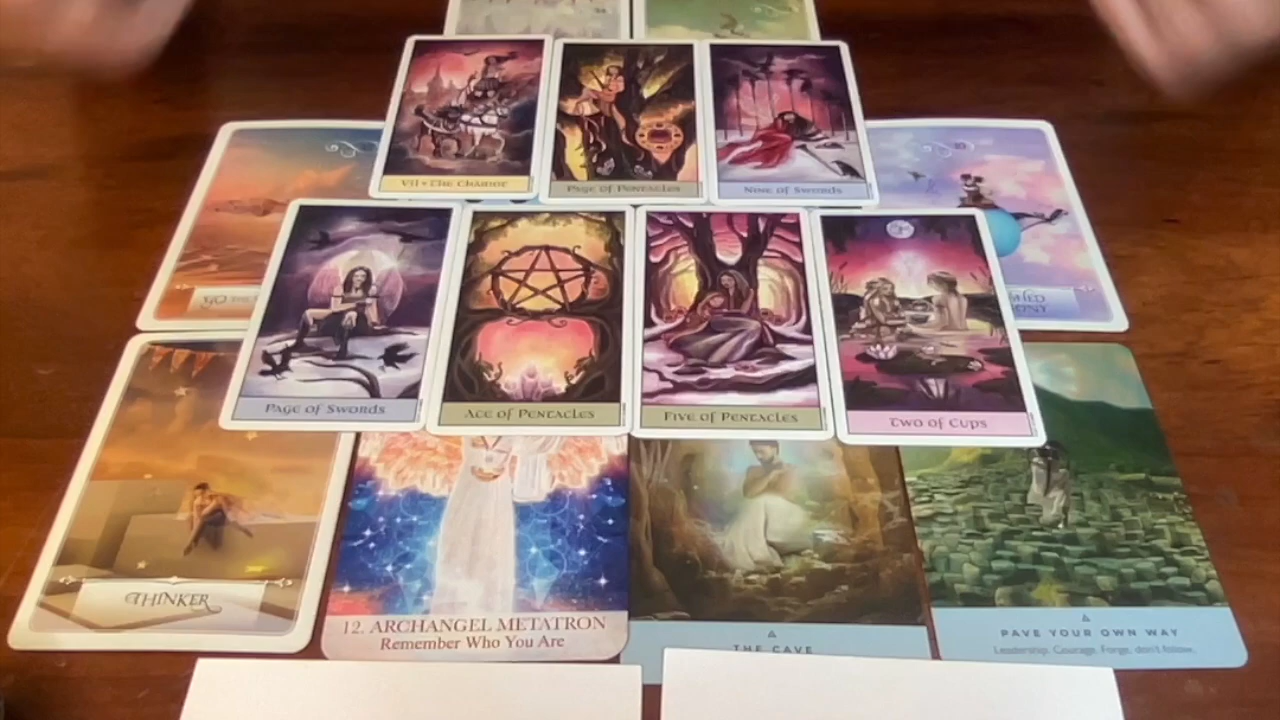 VII • The Chariot
Page of Pentacles
Nine of Swords
GO THE
Page of Swords
Ace of Pentacles
Five of Pentacles
Two of Cups
THINKER
12. ARCHANGEL METATRON
Remember Who You Are
THE CAVE
PAVE YOUR OWN WAY
Leadership. Courage. Forge, don't follow.